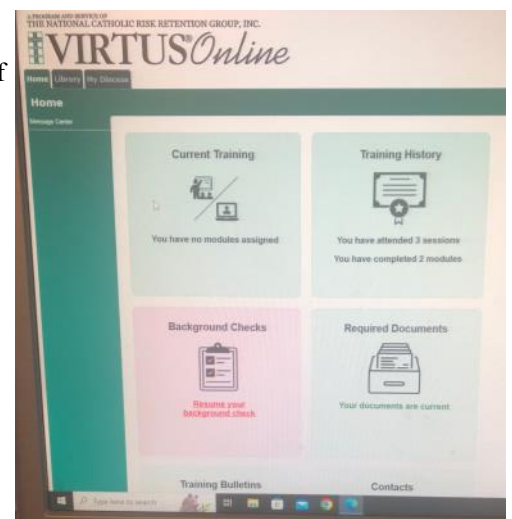 f
A PROGRAM AND SERVICE OF
THE NATIONAL CATHOLIC RISK RETENTION GROUP, INC.
VIRTUS® Online
Home Library My Diocese
Home
Message Center
Current Training
Training History
You have no modules assigned
You have attended 3 sessions
You have completed 2 modules
Background Checks
Required Documents
Resume your
background check
Your documents are current
Training Bulletins
Contacts
Type here to search